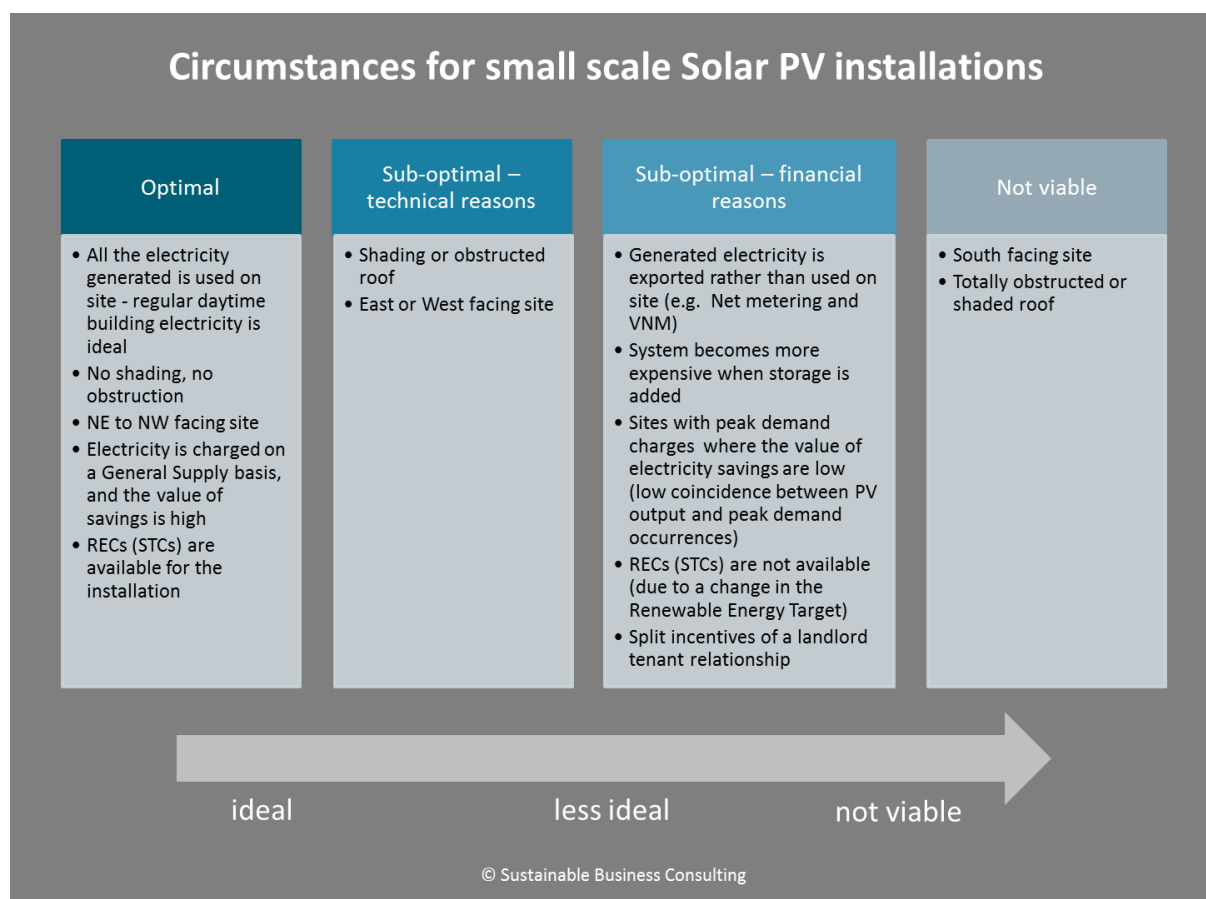 Circumstances for small scale Solar PV installations
Optimal
• All the electricity
generated is used on
site - regular daytime
building electricity is
ideal
• No shading, no
obstruction
• NE to NW facing site
• Electricity is charged on
a General Supply basis,
and the value of
savings is high
• RECs (STCs) are
available for the
installation
Sub-optimal –
technical reasons
• Shading or obstructed
roof
• East or West facing site
Sub-optimal – financial
reasons
• Generated electricity is
exported rather than used on
site (e.g. Net metering and
VNM)
• System becomes more
expensive when storage is
added
• Sites with peak demand
charges where the value of
electricity savings are low
(low coincidence between PV
output and peak demand
occurrences)
• RECs (STCs) are not available
(due to a change in the
Renewable Energy Target)
• Split incentives of a landlord
tenant relationship
Not viable
• South facing site
• Totally obstructed or
shaded roof
ideal
less ideal
not viable
© Sustainable Business Consulting